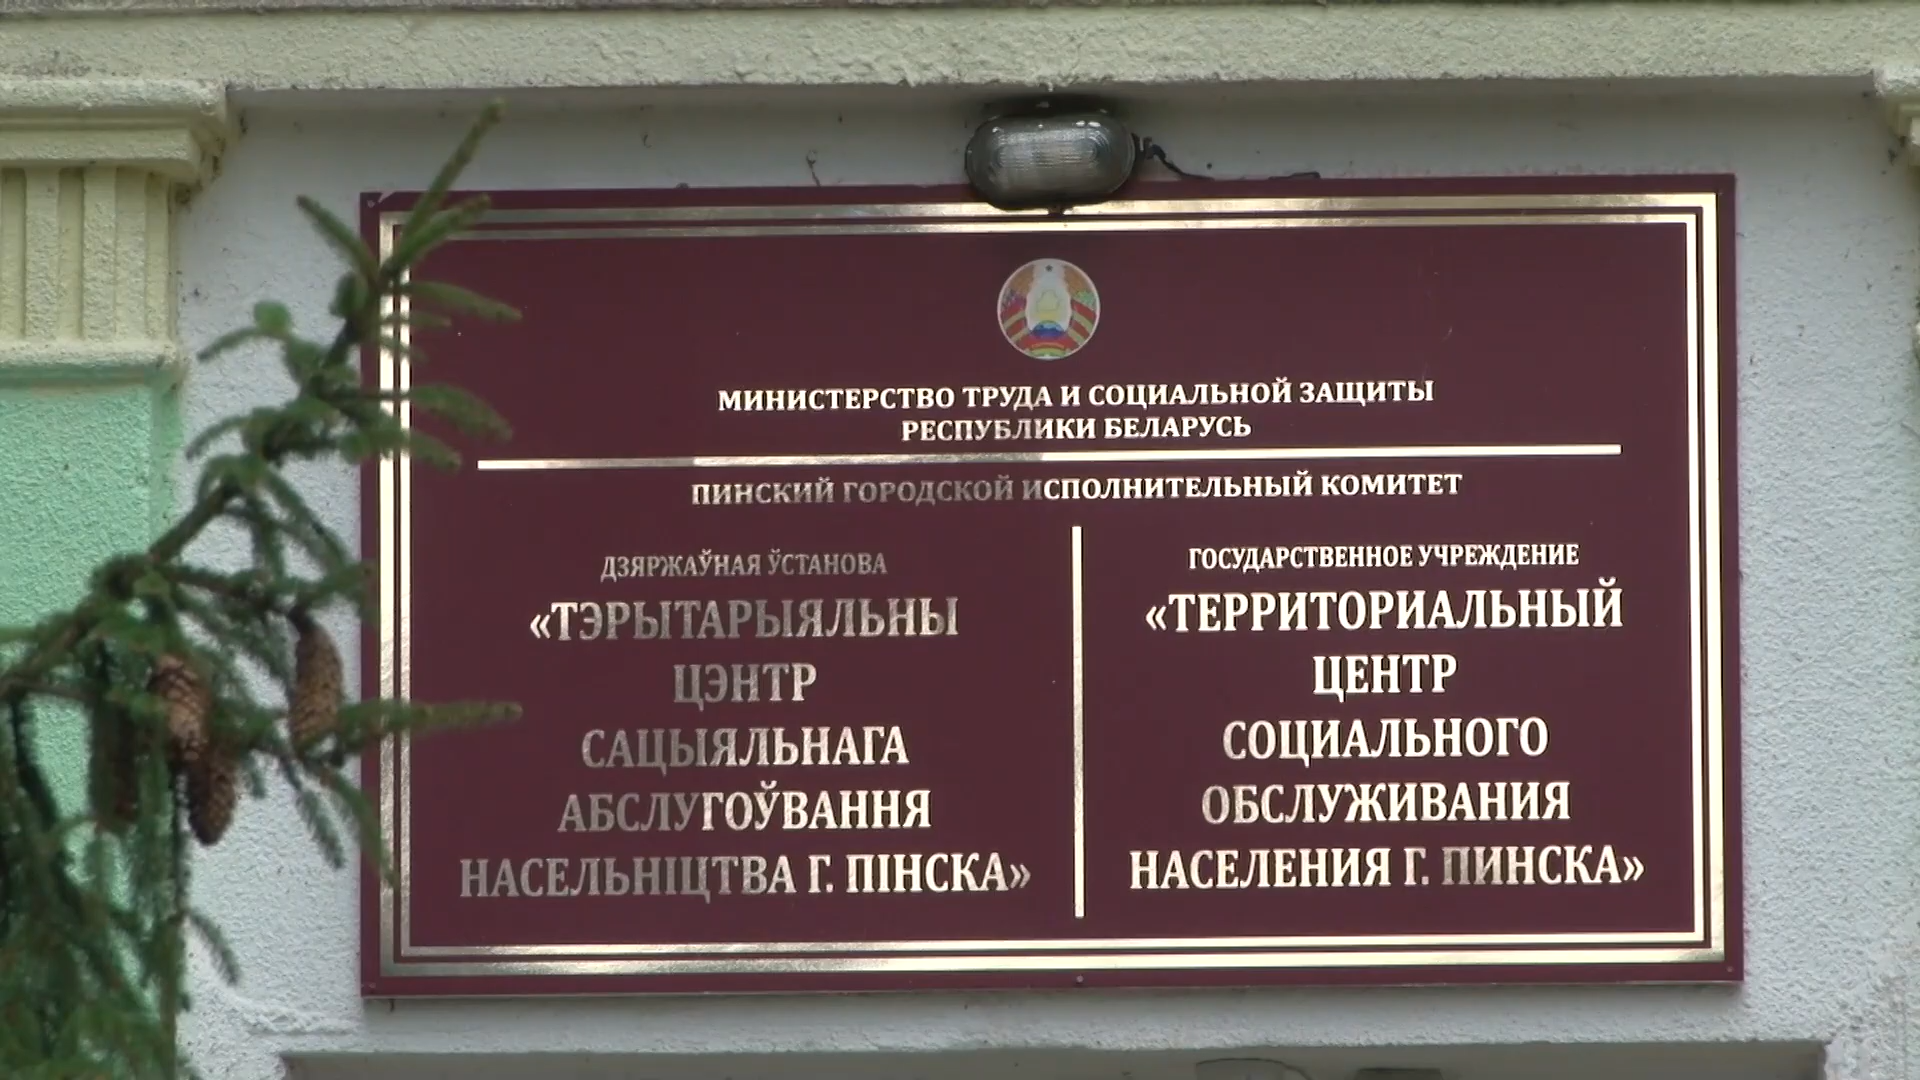 МИНИСТЕРСТВО ТРУДА И СОЦИАЛЬНОЙ ЗАЩИТЫ
РЕСПУБЛИКИ БЕЛАРУСЬ
ПИНСКИЙ ГОРОДСКОЙ ИСПОЛНИТЕЛЬНЫЙ КОМИТЕТ
ДЗЯРЖАЎНАЯ ЎСТАНОВА
«ТЭРЫТАРЫЯЛЬНЫ
ЦЭНТР
САЦЫЯЛЬНАГА
АБСЛУГОЎВАННЯ
НАСЕЛЬНІЦТВА Г. ПІНСКА»
ГОСУДАРСТВЕННОЕ УЧРЕЖДЕНИЕ
«ТЕРРИТОРИАЛЬНЫЙ
ЦЕНТР
СОЦИАЛЬНОГО
ОБСЛУЖИВАНИЯ
НАСЕЛЕНИЯ Г. ПИНСКА»